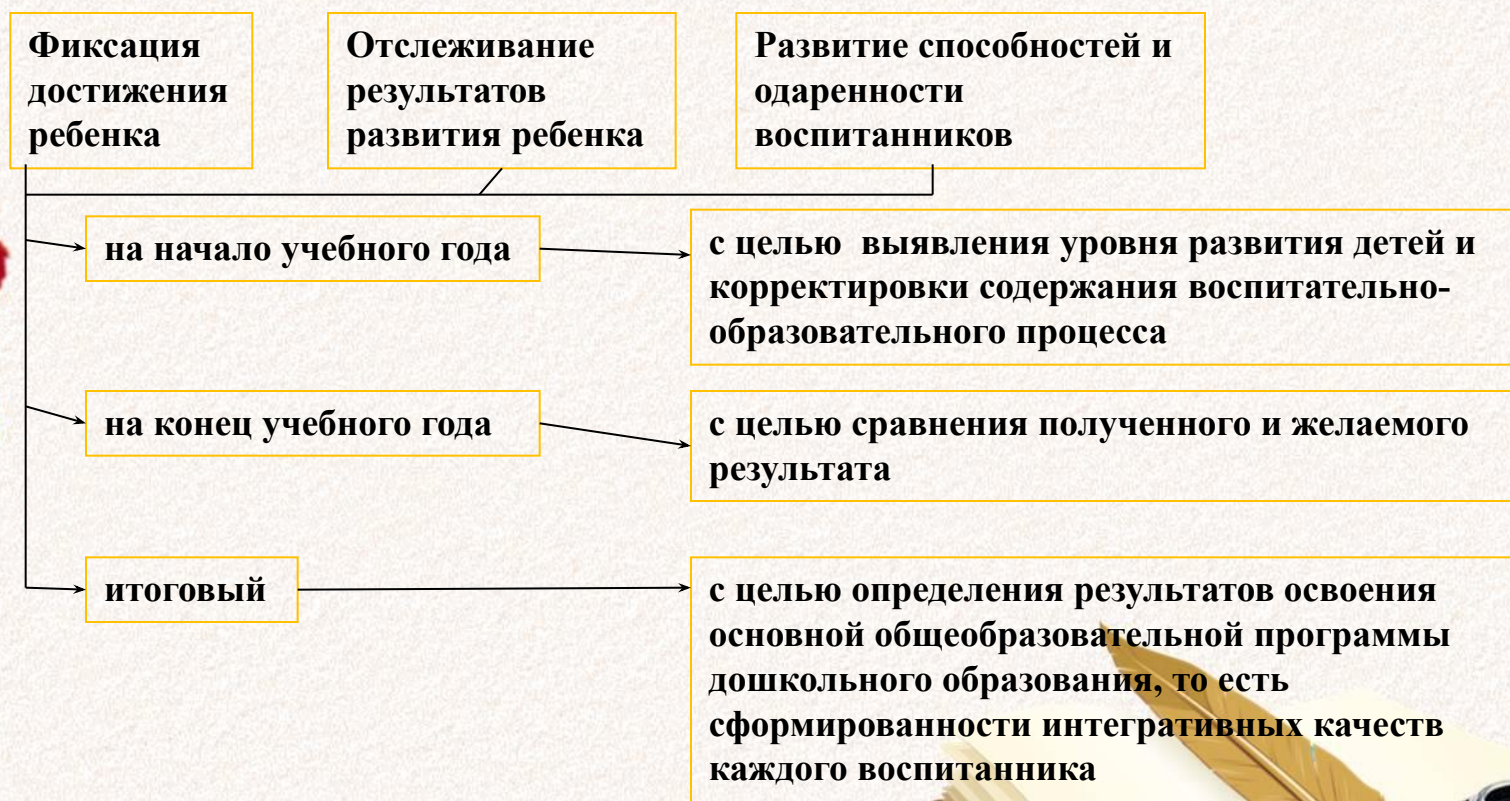 Фиксация
достижения
ребенка
Отслеживание
результатов
развития ребенка
Развитие способностей и
одаренности
воспитанников
на начало учебного года
с целью выявления уровня развития детей и
корректировки содержания воспитательно-
образовательного процесса
на конец учебного года
с целью сравнения полученного и желаемого
результата
итоговый
с целью определения результатов освоения
основной общеобразовательной программы
дошкольного образования, то есть
сформированности интегративных качеств
каждого воспитанника